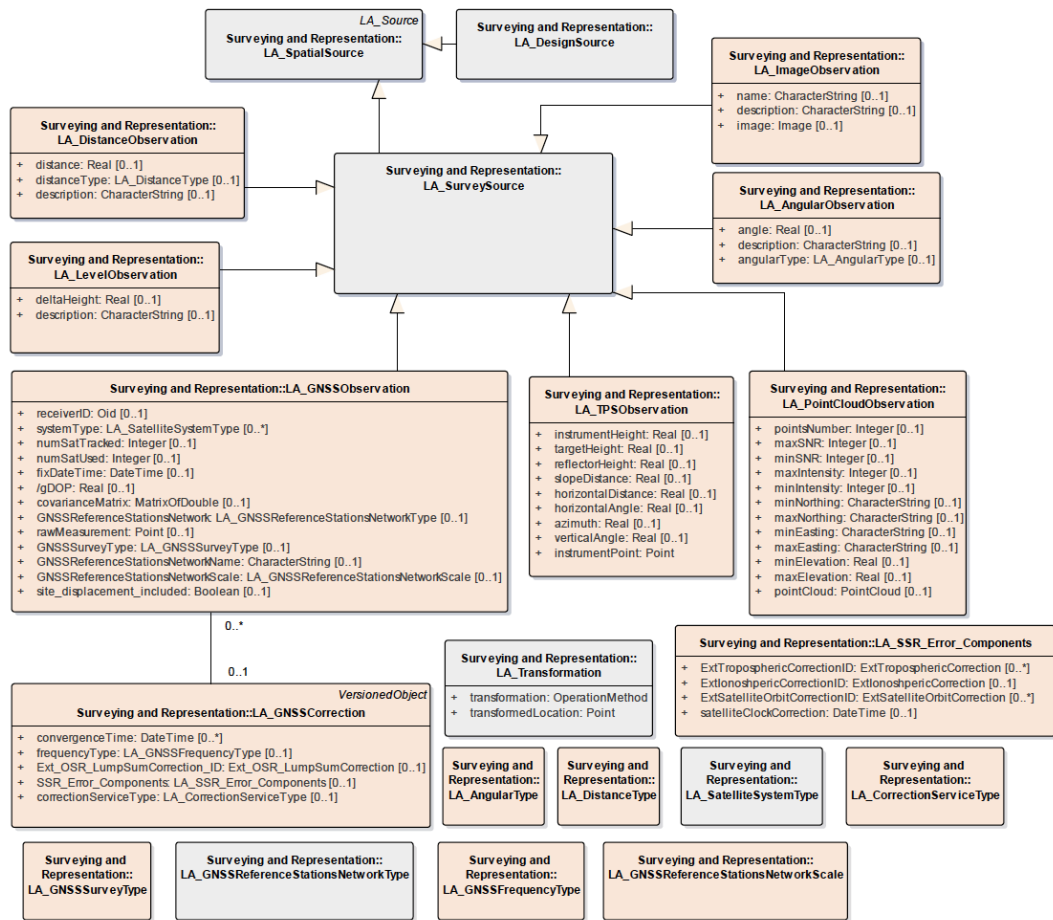 LA_Source
Surveying and Representation::
LA_SpatialSource
Surveying and Representation::
LA_DesignSource
Surveying and Representation::
LA_ImageObservation
+ name: CharacterString [0..1]
+ description: CharacterString [0..1]
+ image: Image [0..1]
Surveying and Representation::
LA_DistanceObservation
+ distance: Real [0..1]
+ distanceType: LA_DistanceType [0..1]
+ description: CharacterString [0..1]
Surveying and Representation::
LA_SurveySource
Surveying and Representation::
LA_AngularObservation
+ angle: Real [0..1]
+ description: CharacterString [0..1]
+ angularType: LA_AngularType [0..1]
Surveying and Representation::
LA_LevelObservation
+ deltaHeight: Real [0..1]
+ description: CharacterString [0..1]
Surveying and Representation::LA_GNSSObservation
+ receiverID: Oid [0..1]
+ systemType: LA_SatelliteSystemType [0..*]
+ numSatTracked: Integer [0..1]
+ numSatUsed: Integer [0..1]
+ fixDateTime: DateTime [0..1]
+ /gDOP: Real [0..1]
+ covarianceMatrix: MatrixOfDouble [0..1]
+ GNSSReferenceStationsNetwork: LA_GNSSReferenceStationsNetworkType [0..1]
+ rawMeasurement: Point [0..1]
+ GNSSSurveyType: LA_GNSSSurveyType [0..1]
+ GNSSReferenceStationsNetworkName: CharacterString [0..1]
+ GNSSReferenceStationsNetworkScale: LA_GNSSReferenceStationsNetworkScale [0..1]
+ site_displacement_included: Boolean [0..1]
Surveying and Representation::
LA_TPSObservation
+ instrumentHeight: Real [0..1]
+ targetHeight: Real [0..1]
+ reflectorHeight: Real [0..1]
+ slopeDistance: Real [0..1]
+ horizontalDistance: Real [0..1]
+ horizontalAngle: Real [0..1]
+ azimuth: Real [0..1]
+ verticalAngle: Real [0..1]
+ instrumentPoint: Point
Surveying and Representation::
LA_PointCloudObservation
+ pointsNumber: Integer [0..1]
+ maxSNR: Integer [0..1]
+ minSNR: Integer [0..1]
+ maxIntensity: Integer [0..1]
+ minIntensity: Integer [0..1]
+ minNorthing: CharacterString [0..1]
+ maxNorthing: CharacterString [0..1]
+ minEasting: CharacterString [0..1]
+ maxEasting: CharacterString [0..1]
+ minElevation: Real [0..1]
+ maxElevation: Real [0..1]
+ pointCloud: PointCloud [0..1]
0..*
0..1
VersionedObject
Surveying and Representation::LA_GNSSCorrection
+ convergenceTime: DateTime [0..*]
+ frequencyType: LA_GNSSFrequencyType [0..1]
+ Ext_OSR_LumpSumCorrection_ID: Ext_OSR_LumpSumCorrection [0..1]
+ SSR_Error_Components: LA_SSR_Error_Components [0..1]
+ correctionServiceType: LA_CorrectionServiceType [0..1]
Surveying and Representation::
LA_Transformation
+ transformation: OperationMethod
+ transformedLocation: Point
Surveying and Representation::LA_SSR_Error_Components
+ ExtTroposphericCorrectionID: ExtTroposphericCorrection [0..*]
+ ExtIonoshpericCorrectionID: ExtIonoshpericCorrection [0..1]
+ ExtSatelliteOrbitCorrectionID: ExtSatelliteOrbitCorrection [0..*]
+ satelliteClockCorrection: DateTime [0..1]
Surveying and
Representation::
LA_AngularType
Surveying and
Representation::
LA_DistanceType
Surveying and
Representation::
LA_SatelliteSystemType
Surveying and
Representation::
LA_CorrectionServiceType
Surveying and
Representation::
LA_GNSSSurveyType
Surveying and Representation::
LA_GNSSReferenceStationsNetworkType
Surveying and
Representation::
LA_GNSSFrequencyType
Surveying and Representation::
LA_GNSSReferenceStationsNetworkScale